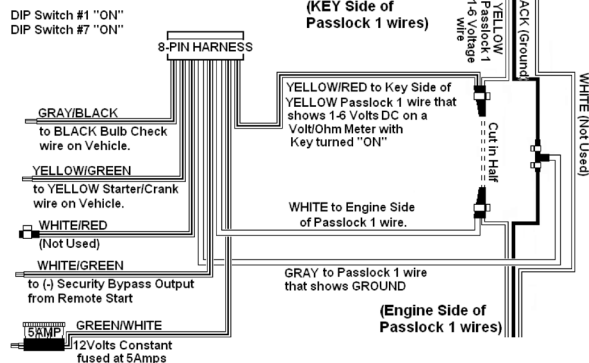 DIP Switch #1 "ON"
DIP Switch #7 "ON"
(KEY Side of
Passlock 1 wires)
8-PIN HARNESS
YELLOW
Passlock 1
1-6 Voltage
wire
ACK (Ground)
WHITE (Not Used)
YELLOW/RED to Key Side of
YELLOW Passlock 1 wire that
shows 1-6 Volts DC on a
Volt/Ohm Meter with
Key turned "ON"
Cut in Half
GRAY/BLACK
to BLACK Bulb Check
wire on Vehicle.
YELLOW/GREEN
to YELLOW Starter/Crank
wire on Vehicle.
WHITE/RED
(Not Used)
WHITE to Engine Side
of Passlock 1 wire.
WHITE/GREEN
to (-) Security Bypass Output
from Remote Start
GRAY to Passlock 1 wire
that shows GROUND
(Engine Side of
Passlock 1 wires)
GREEN/WHITE
5AMP
12Volts Constant
fused at 5Amps